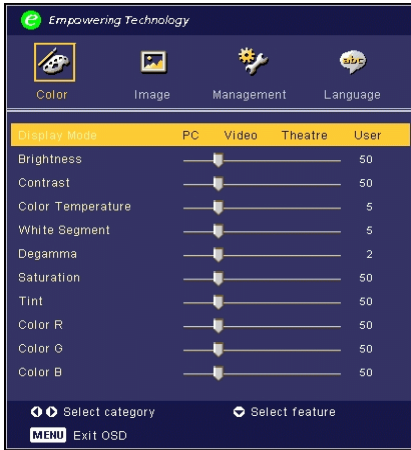 e Empowering Technology
abc
Color Image Management Language
Display Mode PC Video Theatre User
Brightness 50
Contrast 50
Color Temperature 5
White Segment 5
Degamma 2
Saturation 50
Tint 50
Color R 50
Color G 50
Color B 50
Select category Select feature
MENU Exit OSD